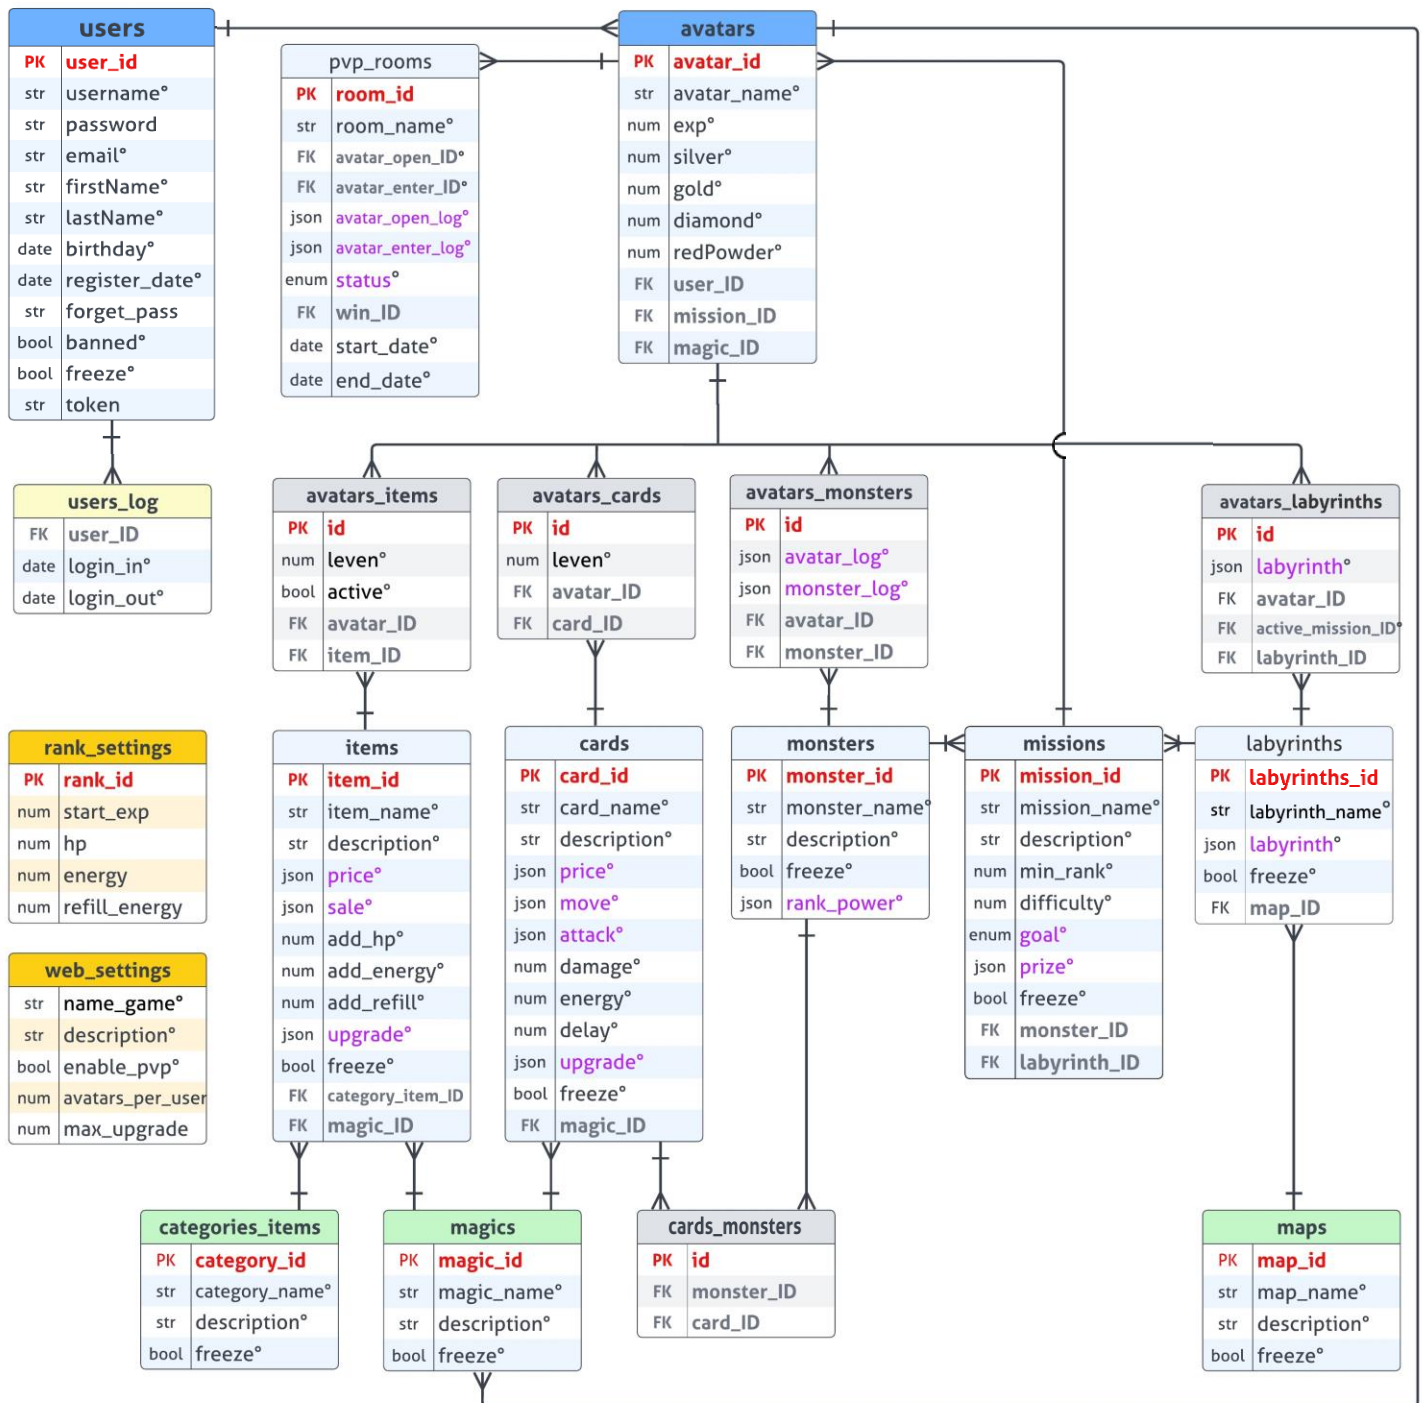 users
PK user_id
str username°
str password
str email°
str firstName°
str lastName°
date birthday°
date register_date°
str forget_pass
bool banned°
bool freeze°
str token
pvp_rooms
PK room_id
str room_name°
FK avatar_open_ID°
FK avatar_enter_ID°
json avatar_open_log°
json avatar_enter_log°
enum status°
FK win_ID
date start_date°
date end_date°
avatars
PK avatar_id
str avatar_name°
num exp°
num silver°
num gold°
num diamond°
num redPowder°
FK user_ID
FK mission_ID
FK magic_ID
users_log
FK user_ID
date login_in°
date login_out°
avatars_items
PK id
num leven°
bool active°
FK avatar_ID
FK item_ID
avatars_cards
PK id
num leven°
FK avatar_ID
FK card_ID
avatars_monsters
PK id
json avatar_log°
json monster_log°
FK avatar_ID
FK monster_ID
avatars_labyrinths
PK id
json labyrinth°
FK avatar_ID
FK active_mission_ID°
FK labyrinth_ID
rank_settings
PK rank_id
num start_exp
num hp
num energy
num refill_energy
web_settings
str name_game°
str description°
bool enable_pvp°
num avatars_per_user
num max_upgrade
items
PK item_id
str item_name°
str description°
json price°
json sale°
num add_hp°
num add_energy°
num add_refill°
json upgrade°
bool freeze°
FK category_item_ID
FK magic_ID
cards
PK card_id
str card_name°
str description°
json price°
json move°
json attack°
num damage°
num energy°
num delay°
json upgrade°
bool freeze°
FK magic_ID
monsters
PK monster_id
str monster_name°
str description°
bool freeze°
json rank_power°
missions
PK mission_id
str mission_name°
str description°
num min_rank°
num difficulty°
enum goal°
json prize°
bool freeze°
FK monster_ID
FK labyrinth_ID
labyrinths
PK labyrinths_id
str labyrinth_name°
json labyrinth°
bool freeze°
FK map_ID
categories_items
PK category_id
str category_name°
str description°
bool freeze°
magics
PK magic_id
str magic_name°
str description°
bool freeze°
cards_monsters
PK id
FK monster_ID
FK card_ID
maps
PK map_id
str map_name°
str description°
bool freeze°